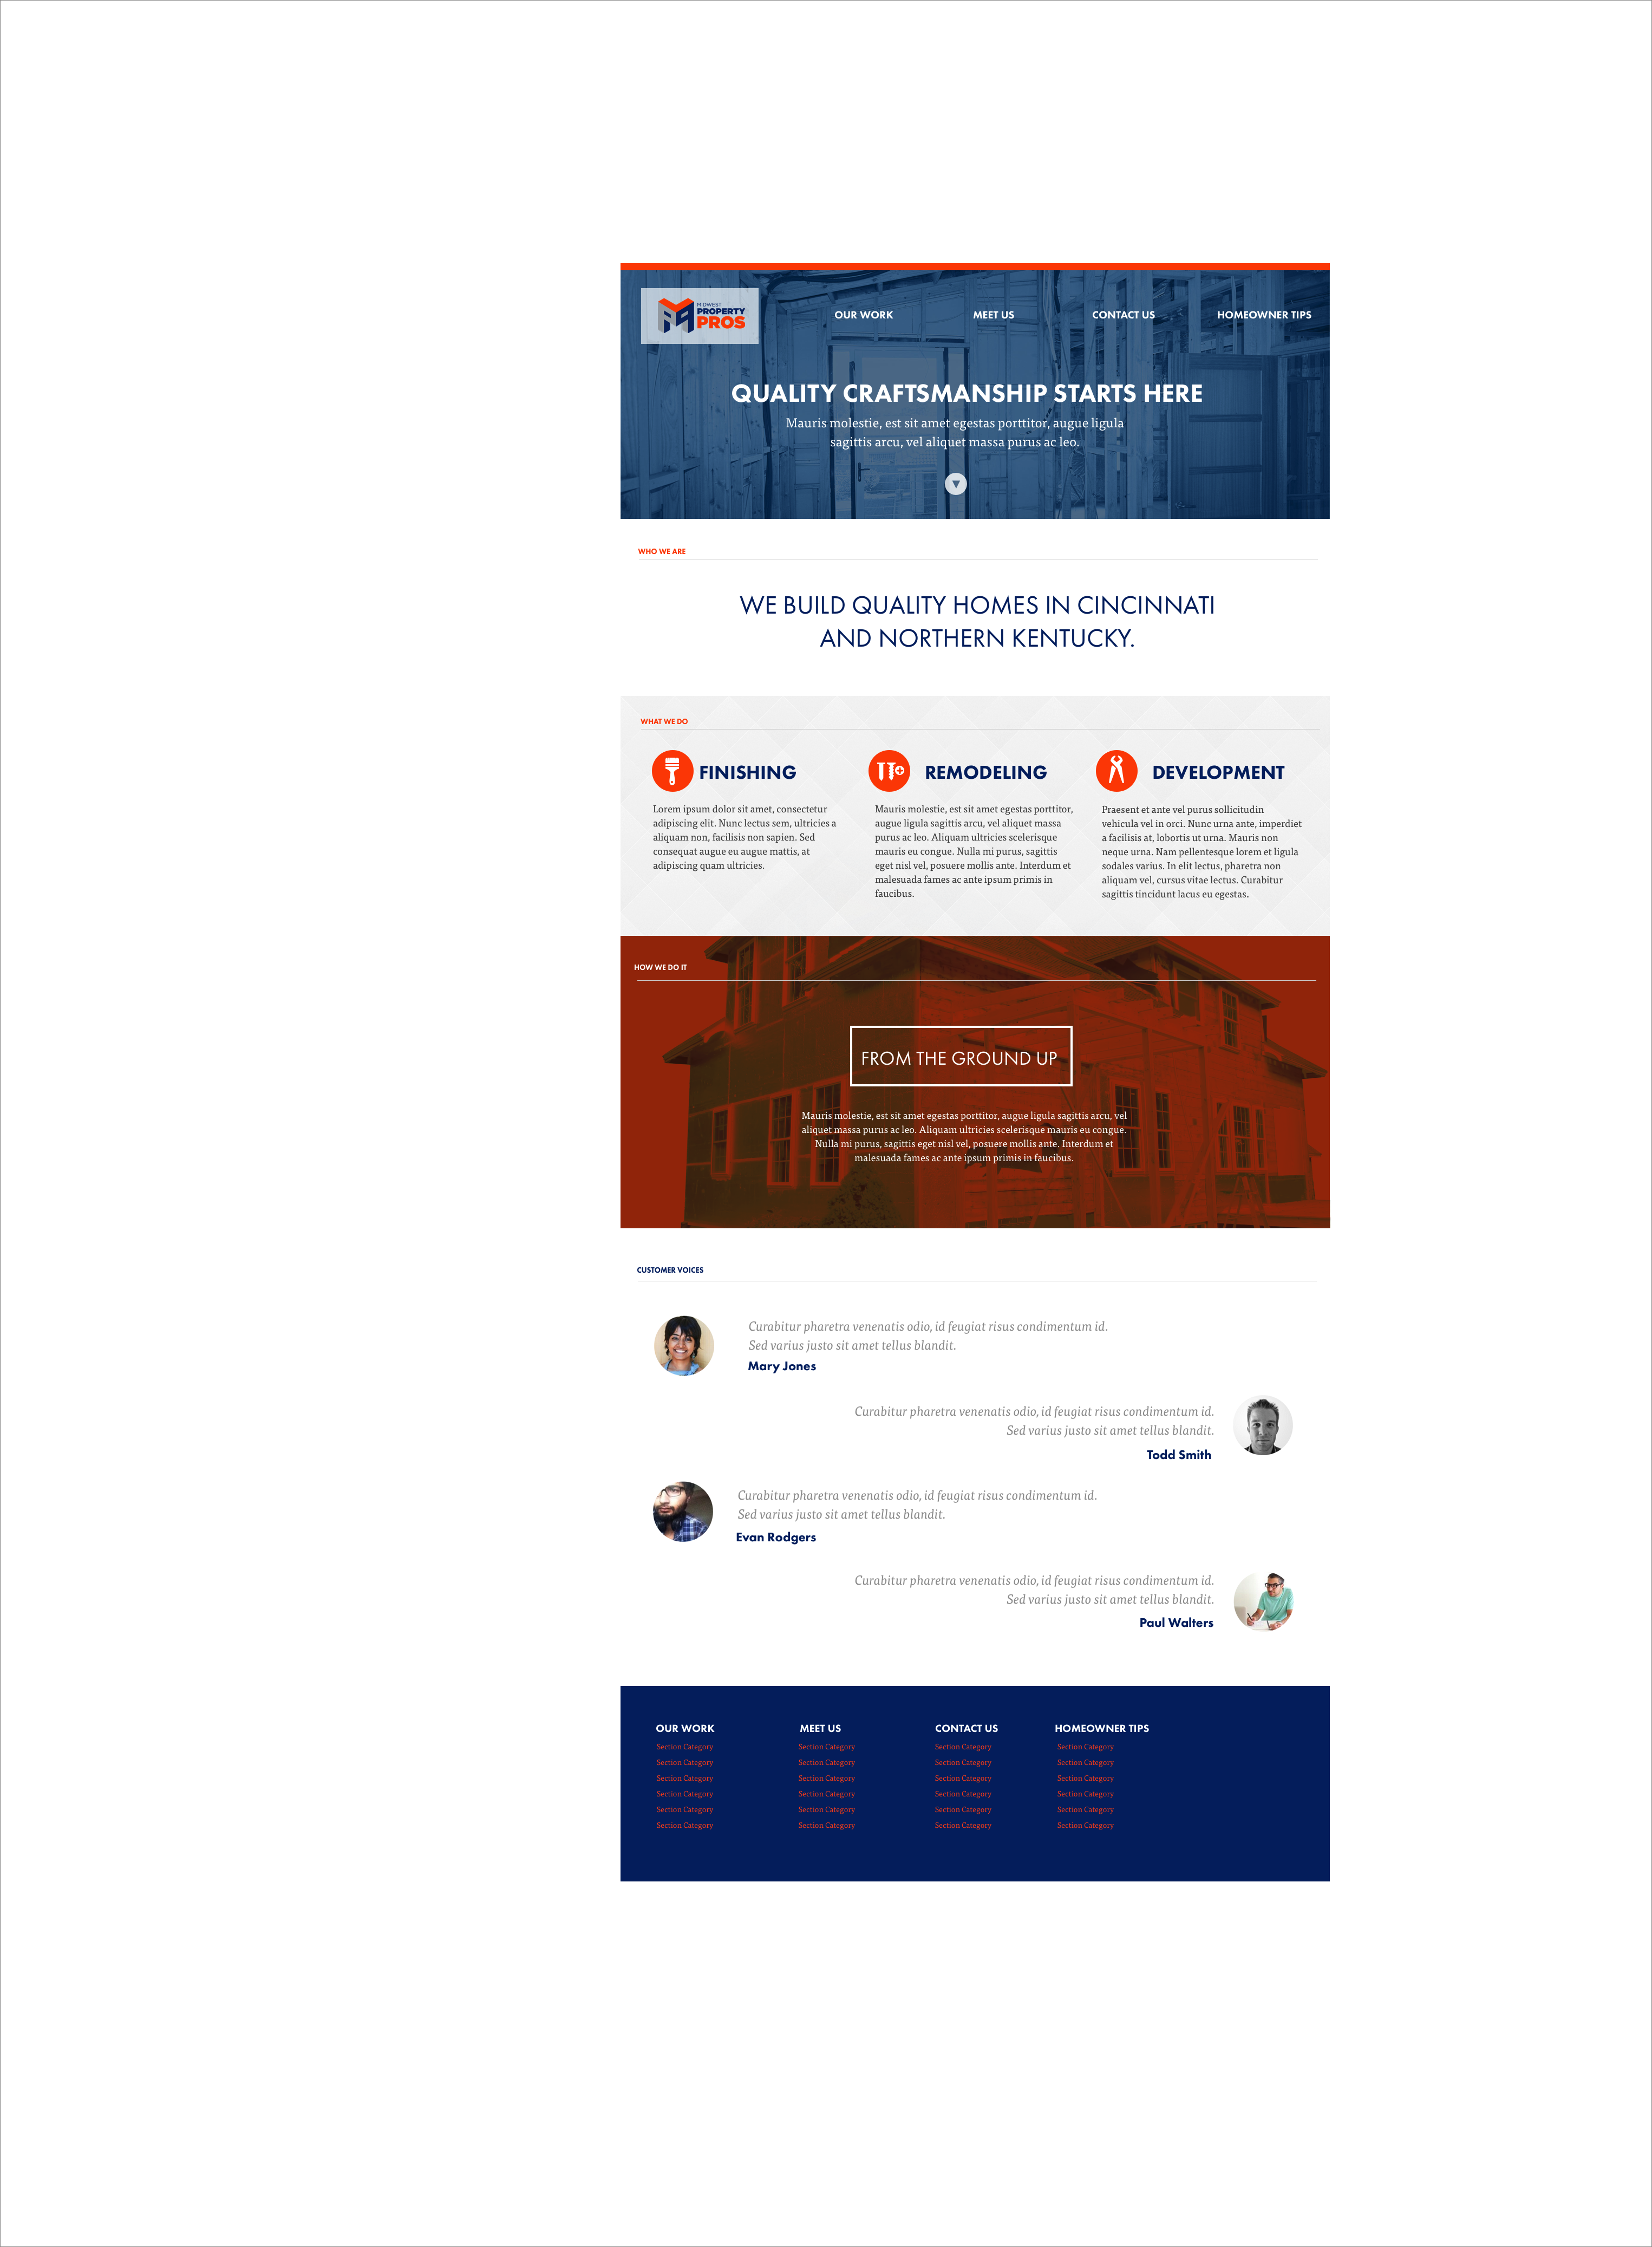 MIDWEST
PROPERTY
PROS
OUR WORK
MEET US
CONTACT US
HOMEOWNER TIPS
QUALITY CRAFTSMANSHIP STARTS HERE
Mauris molestie, est sit amet egestas porttitor, augue ligula
sagittis arcu, vel aliquet massa purus ac leo.
WHO WE ARE
WE BUILD QUALITY HOMES IN CINCINNATI
AND NORTHERN KENTUCKY.
WHAT WE DO
FINISHING
Lorem ipsum dolor sit amet, consectetur
adipiscing elit. Nunc lectus sem, ultricies a
aliquam non, facilisis non sapien. Sed
consequat augue eu augue mattis, at
adipiscing quam ultricies.
REMODELING
Mauris molestie, est sit amet egestas porttitor,
augue ligula sagittis arcu, vel aliquet massa
purus ac leo. Aliquam ultricies scelerisque
mauris eu congue. Nulla mi purus, sagittis
eget nisl vel, posuere mollis ante. Interdum et
malesuada fames ac ante ipsum primis in
faucibus.
DEVELOPMENT
Praesent et ante vel purus sollicitudin
vehicula vel in orci. Nunc urna ante, imperdiet
a facilisis at, lobortis ut urna. Mauris non
neque urna. Nam pellentesque lorem et ligula
sodales varius. In elit lectus, pharetra non
aliquam vel, cursus vitae lectus. Curabitur
sagittis tincidunt lacus eu egestas.
HOW WE DO IT
FROM THE GROUND UP
Mauris molestie, est sit amet egestas porttitor, augue ligula sagittis arcu, vel
aliquet massa purus ac leo. Aliquam ultricies scelerisque mauris eu congue.
Nulla mi purus, sagittis eget nisl vel, posuere mollis ante. Interdum et
malesuada fames ac ante ipsum primis in faucibus.
CUSTOMER VOICES
Curabitur pharetra venenatis odio, id feugiat risus condimentum id.
Sed varius justo sit amet tellus blandit.
Mary Jones
Curabitur pharetra venenatis odio, id feugiat risus condimentum id.
Sed varius justo sit amet tellus blandit.
Todd Smith
Curabitur pharetra venenatis odio, id feugiat risus condimentum id.
Sed varius justo sit amet tellus blandit.
Evan Rodgers
Curabitur pharetra venenatis odio, id feugiat risus condimentum id.
Sed varius justo sit amet tellus blandit.
Paul Walters
OUR WORK
Section Category
Section Category
Section Category
Section Category
Section Category
Section Category
MEET US
Section Category
Section Category
Section Category
Section Category
Section Category
Section Category
CONTACT US
Section Category
Section Category
Section Category
Section Category
Section Category
Section Category
HOMEOWNER TIPS
Section Category
Section Category
Section Category
Section Category
Section Category
Section Category